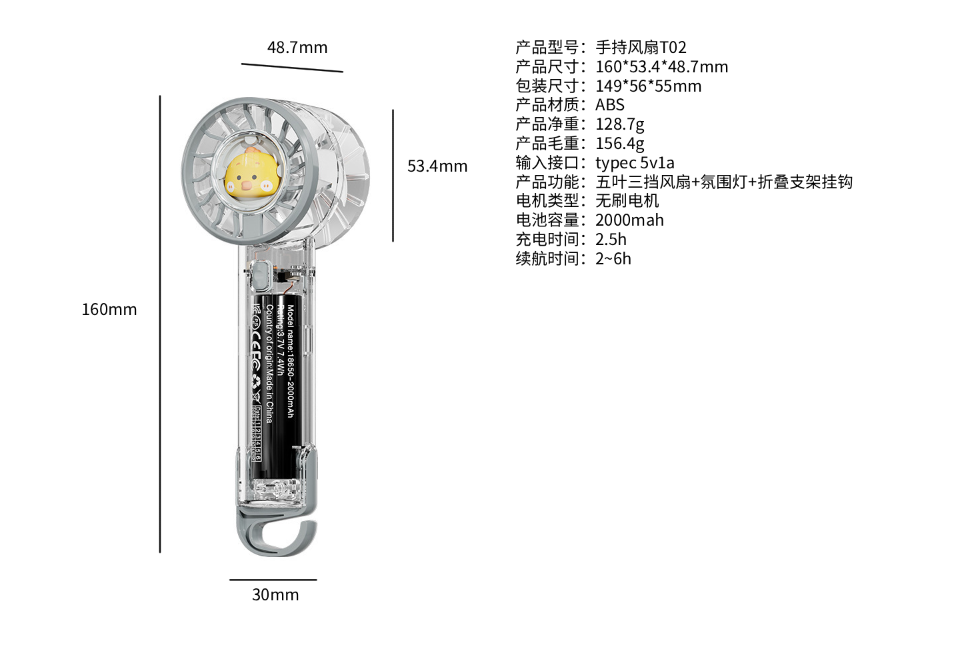 48.7mm
53.4mm
160mm
30mm
Model name:18650-2000mAh
Rating:3.7V 7.4Wh
Country of origin:Made in China
产品型号：手持风扇T02
产品尺寸：160*53.4*48.7mm
包装尺寸：149*56*55mm
产品材质：ABS
产品净重：128.7g
产品毛重：156.4g
输入接口：typec 5v1a
产品功能：五叶三挡风扇+氛围灯+折叠支架挂钩
电机类型：无刷电机
电池容量：2000mah
充电时间：2.5h
续航时间：2~6h